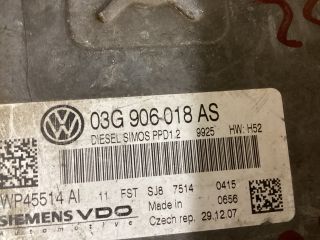 03G 906 018 AS
DIESEL SIMOS PPD1.2 9925 HW: H52
WP45514 AI 11 FST SJ8 7514 0415
SIEMENS VDO Made in 0656
Czech rep. 29.12.07